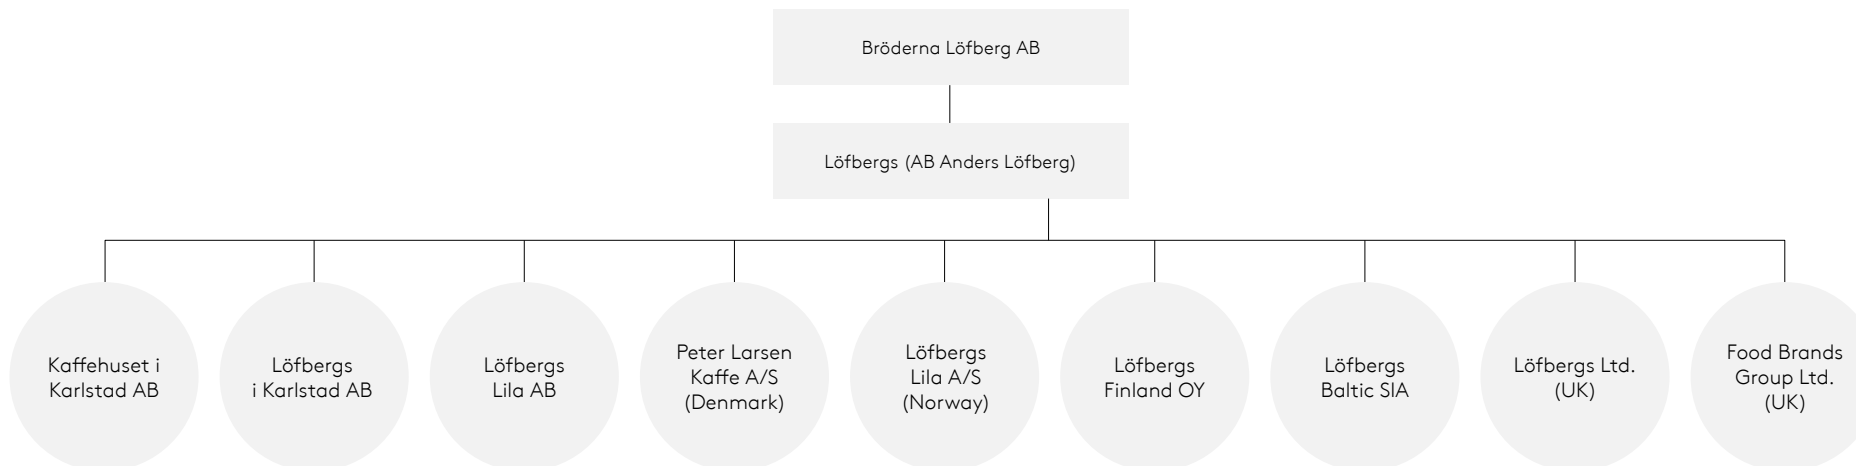 Bröderna Löfberg AB
Löfbergs (AB Anders Löfberg)
Kaffehuset i
Karlstad AB
Löfbergs
i Karlstad AB
Löfbergs
Lila AB
Peter Larsen
Kaffe A/S
(Denmark)
Löfbergs
Lila A/S
(Norway)
Löfbergs
Finland OY
Löfbergs
Baltic SIA
Löfbergs Ltd.
(UK)
Food Brands
Group Ltd.
(UK)